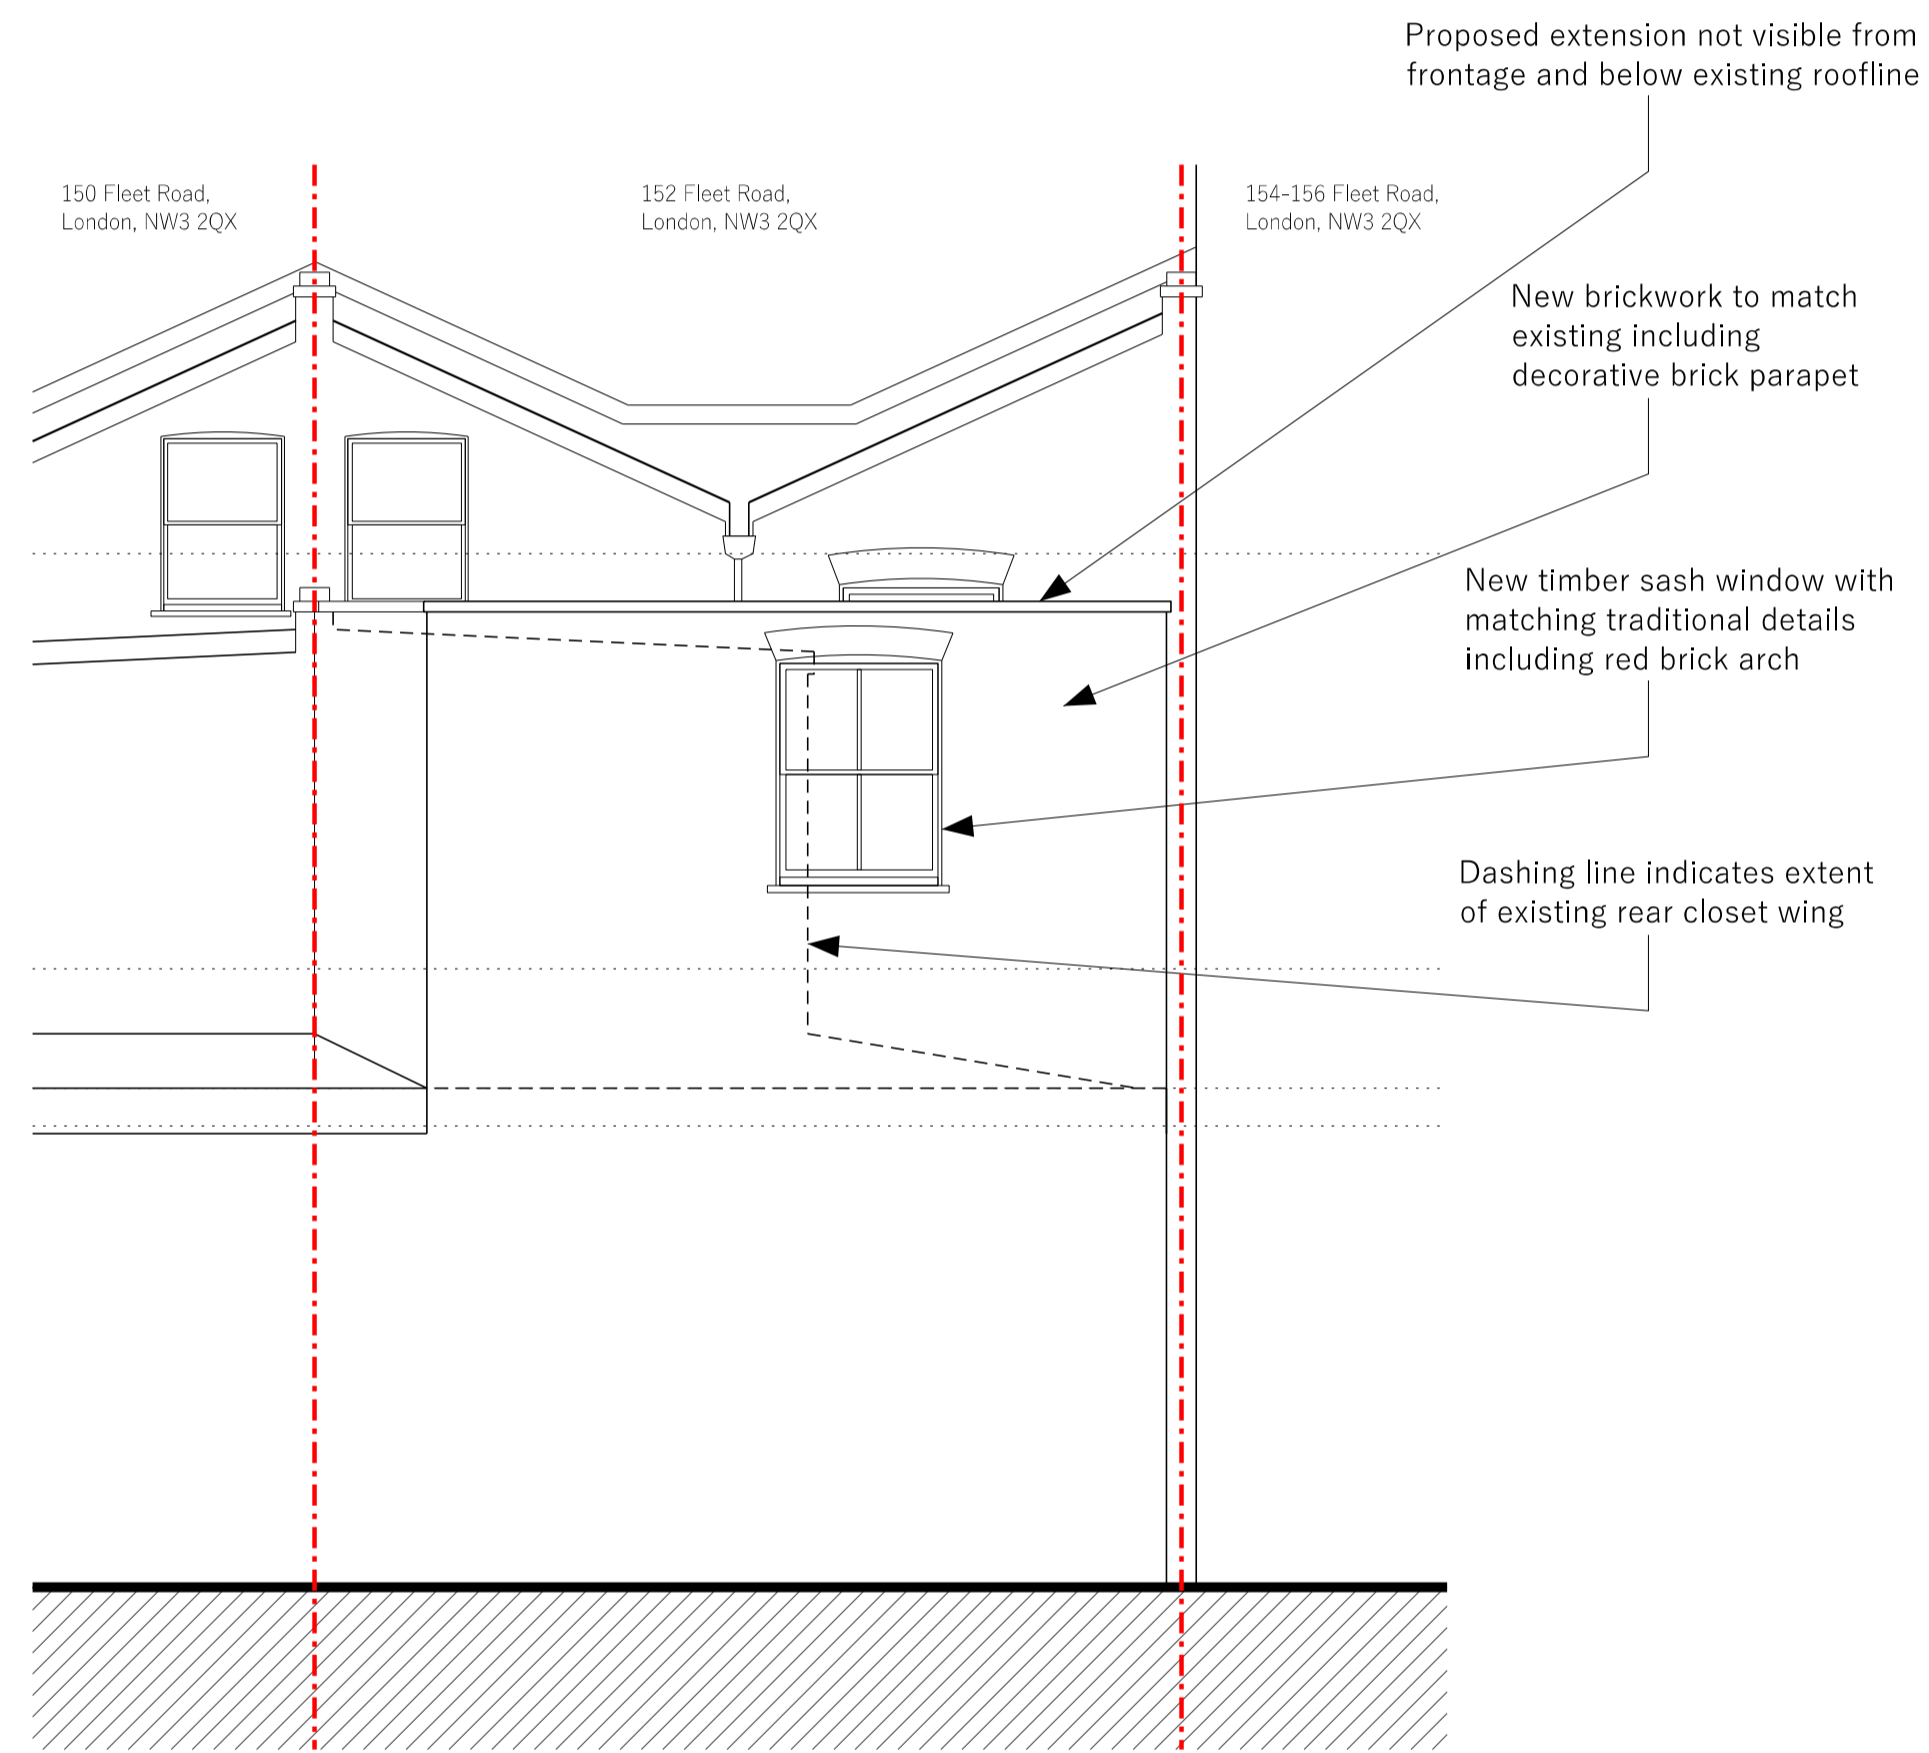 Proposed extension not visible from
frontage and below existing roofline
150 Fleet Road,
London, NW3 2QX
152 Fleet Road,
London, NW3 2QX
154-156 Fleet Road,
London, NW3 2QX
New brickwork to match
existing including
decorative brick parapet
New timber sash window with
matching traditional details
including red brick arch
Dashing line indicates extent
of existing rear closet wing